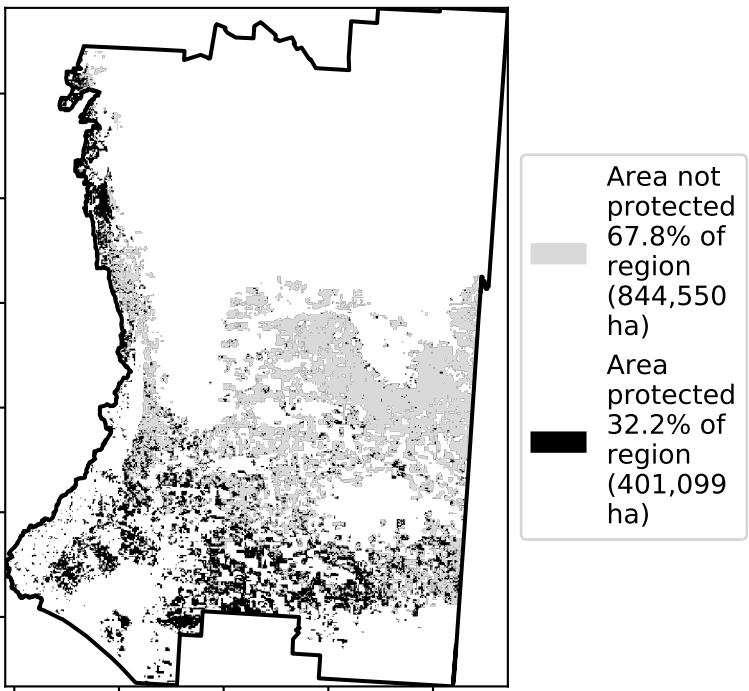 Area not
protected
67.8% of
region
(844,550
ha)
Area
protected
32.2% of
region
(401,099
ha)